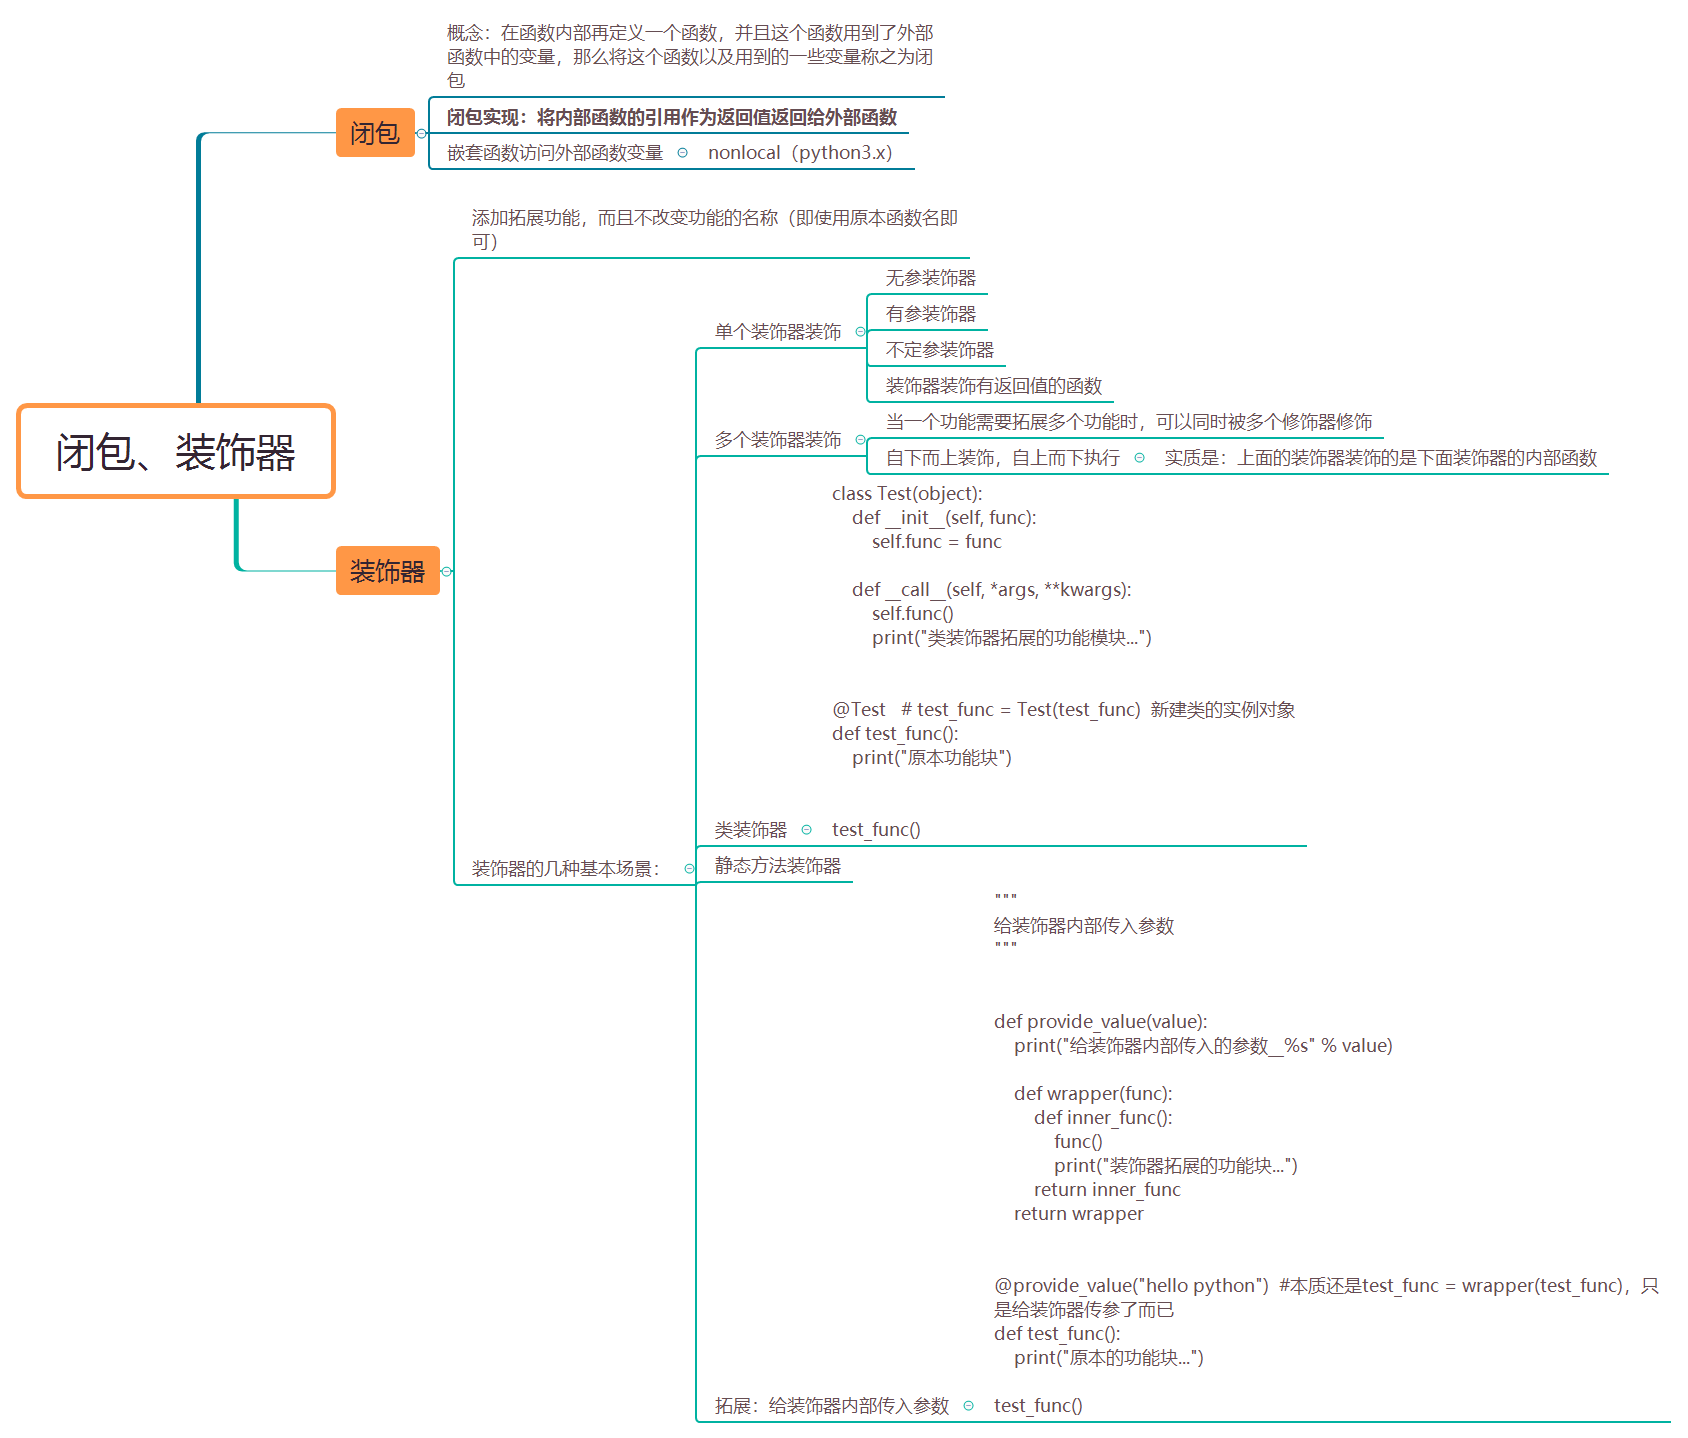 闭包、装饰器
闭包
概念：在函数内部再定义一个函数，并且这个函数用到了外部
函数中的变量，那么将这个函数以及用到的一些变量称之为闭
包
闭包实现：将内部函数的引用作为返回值返回给外部函数
嵌套函数访问外部函数变量
nonlocal（python3.x）
装饰器
添加拓展功能，而且不改变功能的名称（即使用原本函数名即
可）
装饰器的几种基本场景：
单个装饰器装饰
无参装饰器
有参装饰器
不定参装饰器
装饰器装饰有返回值的函数
多个装饰器装饰
当一个功能需要拓展多个功能时，可以同时被多个修饰器修饰
自下而上装饰，自上而下执行
实质是：上面的装饰器装饰的是下面装饰器的内部函数
类装饰器
class Test(object):
    def __init__(self, func):
        self.func = func
    def __call__(self, *args, **kwargs):
        self.func()
        print("类装饰器拓展的功能模块...")
@Test   # test_func = Test(test_func)  新建类的实例对象
def test_func():
    print("原本功能块")
test_func()
静态方法装饰器
拓展：给装饰器内部传入参数
"""
给装饰器内部传入参数
"""
def provide_value(value):
    print("给装饰器内部传入的参数__%s" % value)
    def wrapper(func):
        def inner_func():
            func()
            print("装饰器拓展的功能块...")
        return inner_func
    return wrapper
@provide_value("hello python")  #本质还是test_func = wrapper(test_func)，只
是给装饰器传参了而已
def test_func():
    print("原本的功能块...")
test_func()